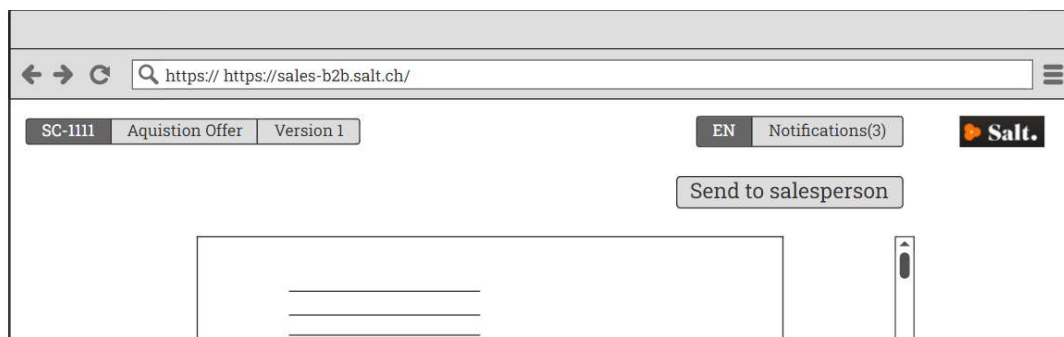 https:// https://sales-b2b.salt.ch/
SC-1111 Aquistion Offer Version 1 EN Notifications(3) Salt.
Send to salesperson